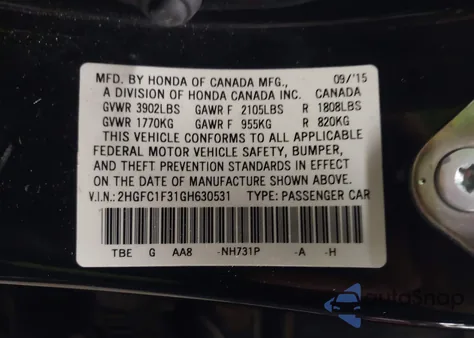 MFD. BY HONDA OF CANADA MFG., 09/15
A DIVISION OF HONDA CANADA INC. CANADA
GVWR 3902LBS GAWR F 2105LBS R 1808LBS
GVWR 1770KG GAWR F 955KG R 820KG
THIS VEHICLE CONFORMS TO ALL APPLICABLE
FEDERAL MOTOR VEHICLE SAFETY, BUMPER,
AND THEFT PREVENTION STANDARDS IN EFFECT
ON THE DATE OF MANUFACTURE SHOWN ABOVE.
V.I.N.: 2HGFC1F31GH630531 TYPE: PASSENGER CAR
TBE G AA8 -NH731P -A -H
autoSnap